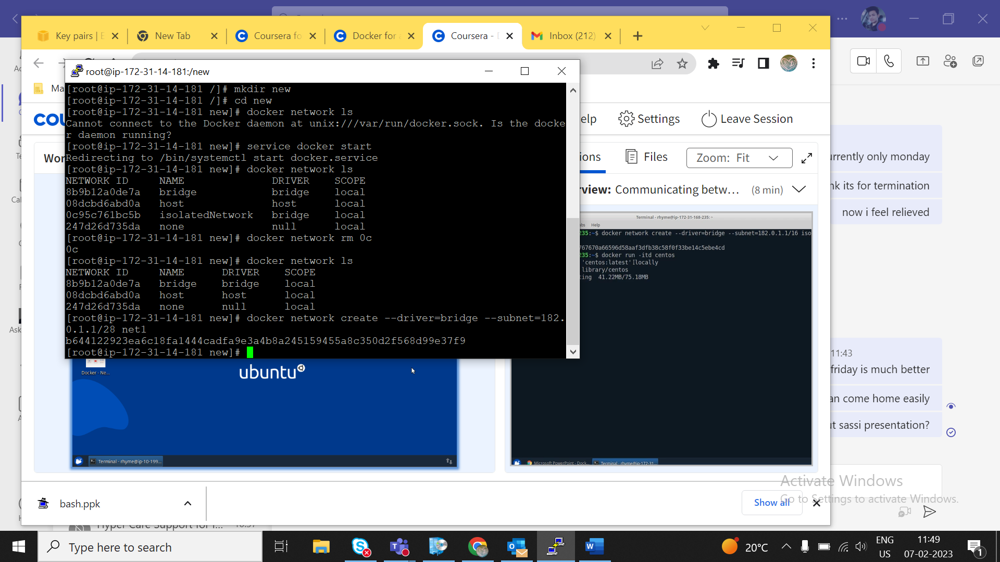 Key pairs | E
New Tab
Coursera fo
Docker for a
Coursera - D
Inbox (212)
root@ip-172-31-14-181:/new
Ma
[root@ip-172-31-14-181 /]# mkdir new
[root@ip-172-31-14-181 /]# cd new
[root@ip-172-31-14-181 new]# docker network ls
Cannot connect to the Docker daemon at unix:///var/run/docker.sock. Is the docke
r daemon running?
[root@ip-172-31-14-181 new]# service docker start
Redirecting to /bin/systemctl start docker.service
[root@ip-172-31-14-181 new]# docker network ls
NETWORK ID NAME DRIVER SCOPE
8b9b12a0de7a bridge bridge local
08dcbd6abd0a host host local
0c95c761bc5b isolatedNetwork bridge local
247d26d735da none null local
[root@ip-172-31-14-181 new]# docker network rm 0c
0c
[root@ip-172-31-14-181 new]# docker network ls
NETWORK ID NAME DRIVER SCOPE
8b9b12a0de7a bridge bridge local
08dcbd6abd0a host host local
247d26d735da none null local
[root@ip-172-31-14-181 new]# docker network create --driver=bridge --subnet=182.
0.1.1/28 net1
b644122923ea6c18fa1444cadfa9e3a4b8a245159455a8c350d2f568d99e37f9
[root@ip-172-31-14-181 new]#
cou
elp
Settings
Leave Session
Wor
ions
Files
Zoom: Fit
rview: Communicating betw... (8 min)
Terminal - rhyme@ip-172-31-168-235: ~
abs Help
235:~$ docker network create --driver=bridge --subnet=182.0.1.1/16 iso
767670a66596d58aaf3dfb38c58f0f33be14c5ebe4cd
235:~$ docker run -itd centos
'centos:latest' locally
library/centos
ing 41.22MB/75.18MB
Docker - Ne...
ubuntu
Terminal - rhyme@ip-10-199...
Microsoft PowerPoint - Dock...
Terminal - rhyme@ip-172-31...
urrently only monday
nk its for termination
now i feel relieved
11:43
friday is much better
an come home easily
ut sassi presentation?
Activate Windows
Go to Settings to activate Windows.
bash.ppk
Show all
Hyper Care Support for I...
10:37
Type here to search
20°C
ENG
US
11:49
07-02-2023
1